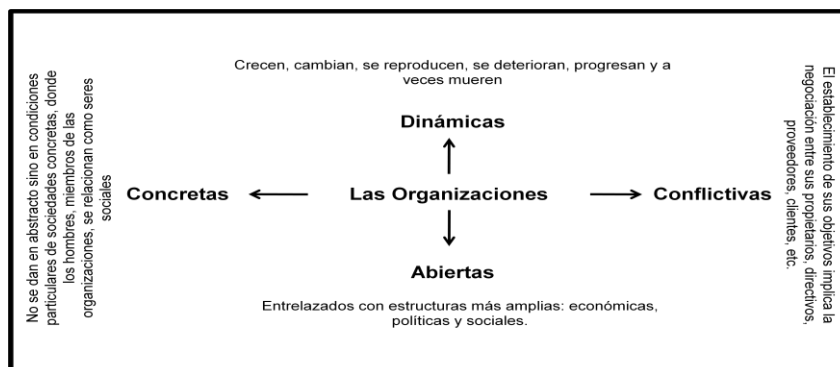 Crecen, cambian, se reproducen, se deterioran, progresan y a
veces mueren
Dinámicas
No se dan en abstracto sino en condiciones
particulares de sociedades concretas, donde
los hombres, miembros de las
organizaciones, se relacionan como seres
sociales
Concretas
Las Organizaciones
Conflictivas
El establecimiento de sus objetivos implica la
negociación entre sus propietarios, directivos,
proveedores, clientes, etc.
Abiertas
Entrelazados con estructuras más amplias: económicas,
políticas y sociales.